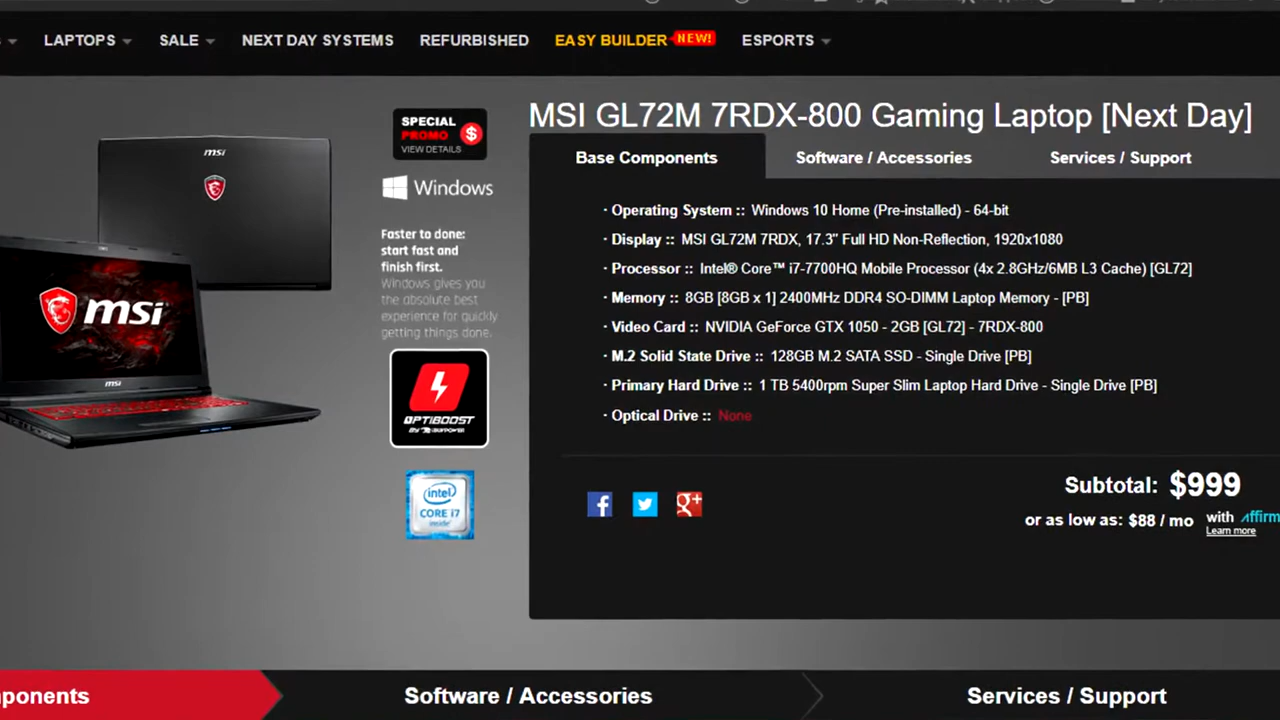 LAPTOPS SALE NEXT DAY SYSTEMS REFURBISHED EASY BUILDER NEW! ESPORTS
MSI GL72M 7RDX-800 Gaming Laptop [Next Day]
Base Components Software / Accessories Services / Support
SPECIAL
PROMO $
VIEW DETAILS
Windows
Faster to done:
start fast and
finish first.
Windows gives you
the absolute best
experience for quickly
getting things done.
OPTIBOOST
BY iBUYPOWER
intel
CORE i7
inside
msi
msi
msi
· Operating System :: Windows 10 Home (Pre-installed) - 64-bit
· Display :: MSI GL72M 7RDX, 17.3" Full HD Non-Reflection, 1920x1080
· Processor :: Intel® Core™ i7-7700HQ Mobile Processor (4x 2.8GHz/6MB L3 Cache) [GL72]
· Memory :: 8GB [8GB x 1] 2400MHz DDR4 SO-DIMM Laptop Memory - [PB]
· Video Card :: NVIDIA GeForce GTX 1050 - 2GB [GL72] - 7RDX-800
· M.2 Solid State Drive :: 128GB M.2 SATA SSD - Single Drive [PB]
· Primary Hard Drive :: 1 TB 5400rpm Super Slim Laptop Hard Drive - Single Drive [PB]
· Optical Drive :: None
f g+
Subtotal: $999
or as low as: $88 / mo with Affirm
Learn more
ponents Software / Accessories Services / Support